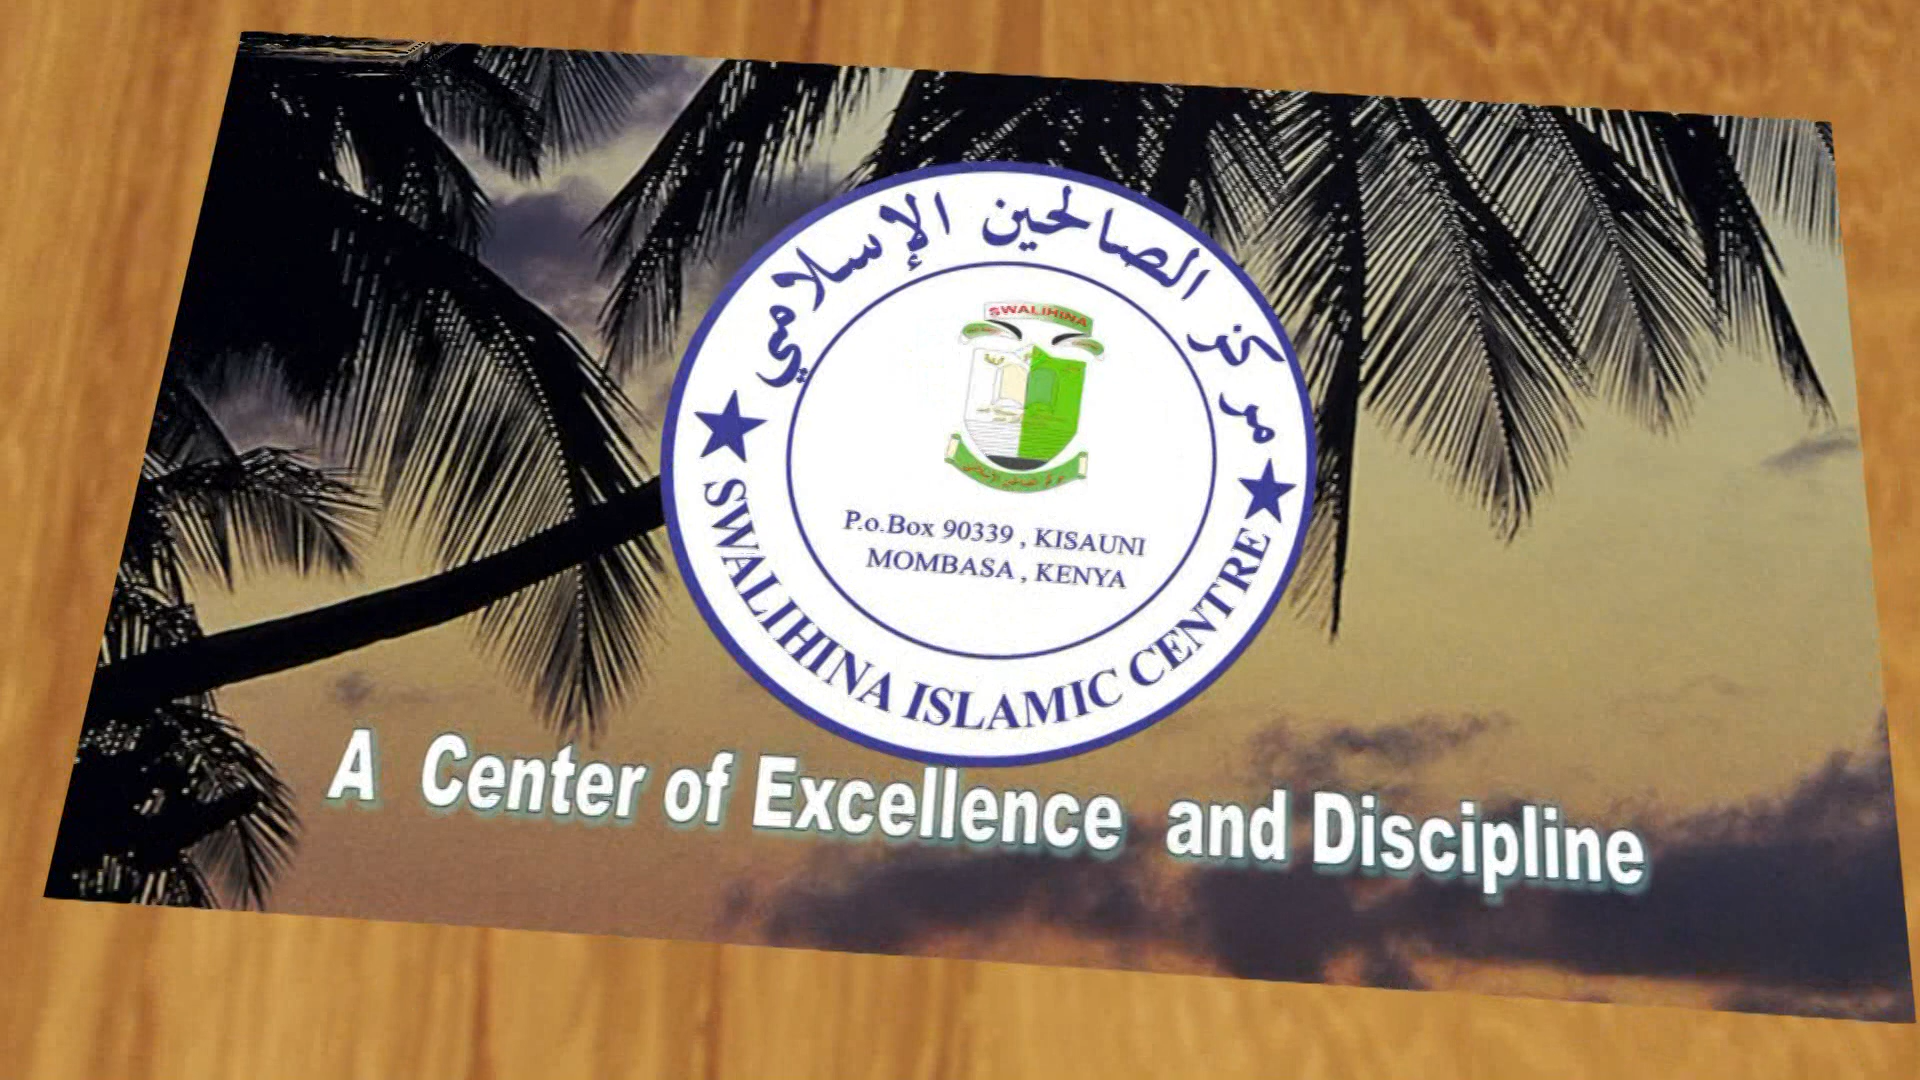 مركز الصالحين الإسلامي
SWALIHINA
P.o.Box 90339 , KISAUNI
MOMBASA , KENYA
SWALIHINA ISLAMIC CENTRE
A Center of Excellence and Discipline